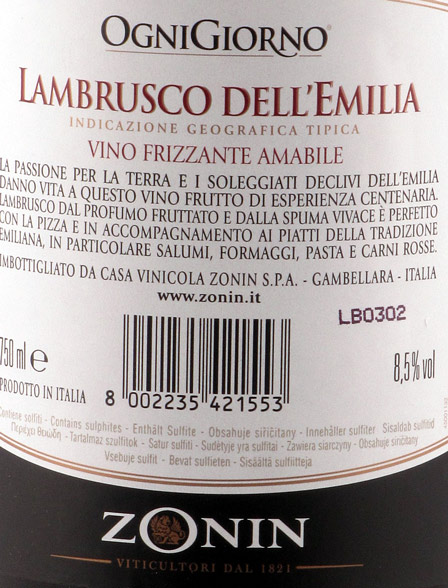 OGNIGIORNO
LAMBRUSCO DELL'EMILIA
INDICAZIONE GEOGRAFICA TIPICA
VINO FRIZZANTE AMABILE
LA PASSIONE PER LA TERRA E I SOLEGGIATI DECLIVI DELL'EMILIA
DANNO VITA A QUESTO VINO FRUTTO DI ESPERIENZA CENTENARIA.
LAMBRUSCO DAL PROFUMO FRUTTATO E DALLA SPUMA VIVACE È PERFETTO
CON LA PIZZA E IN ACCOMPAGNAMENTO AI PIATTI DELLA TRADIZIONE
EMILIANA, IN PARTICOLARE SALUMI, FORMAGGI, PASTA E CARNI ROSSE.
IMBOTTIGLIATO DA CASA VINICOLA ZONIN S.P.A. - GAMBELLARA - ITALIA
www.zonin.it
LB0302
750 ml e
8,5% vol
PRODOTTO IN ITALIA
8 002235 421553
Contiene solfiti - Contains sulphites - Enthält Sulfite - Obsahuje siřičitany - Innehåller sulfiter Sisaldab sulfitid
Περιέχει Θειώδη - Tartalmaz szulfitok - Satur sulfiti - Sudėtyje yra sulfitai - Zawiera siarczyny - Obsahuje siričitany
Vsebuje sulfit - Bevat sulfieten - Sisäältä sulfiitteja
ZONIN
VITICULTORI DAL 1821